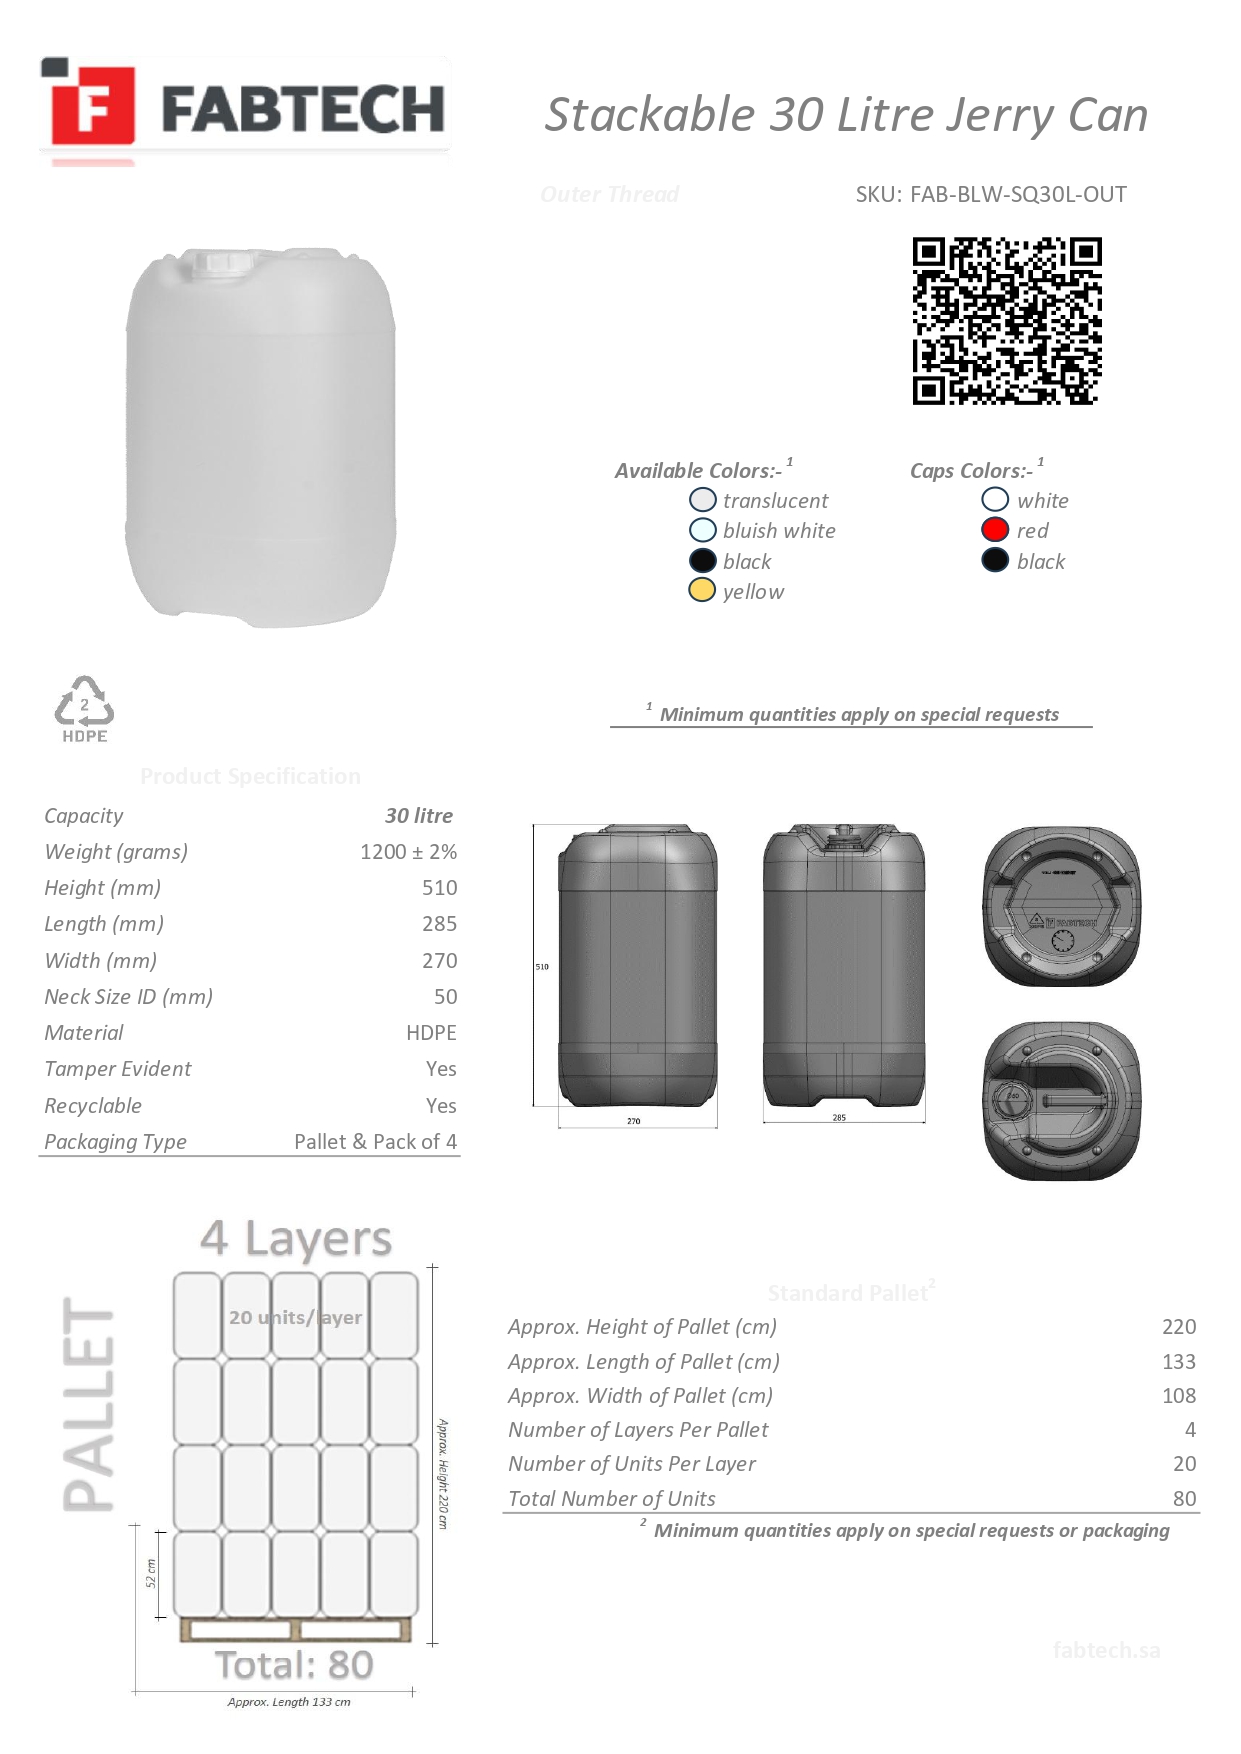 F FABTECH
Stackable 30 Litre Jerry Can
Outer Thread
SKU: FAB-BLW-SQ30L-OUT
Available Colors:- 1
translucent
bluish white
black
yellow
Caps Colors:- 1
white
red
black
2
HDPE
1 Minimum quantities apply on special requests
Product Specification
Capacity 30 litre
Weight (grams) 1200 ± 2%
Height (mm) 510
Length (mm) 285
Width (mm) 270
Neck Size ID (mm) 50
Material HDPE
Tamper Evident Yes
Recyclable Yes
Packaging Type Pallet & Pack of 4
510
270
285
FABTECH
4 Layers
PALLET
20 units/layer
Approx. Height 220 cm
52 cm
Total: 80
Approx. Length 133 cm
Standard Pallet2
Approx. Height of Pallet (cm) 220
Approx. Length of Pallet (cm) 133
Approx. Width of Pallet (cm) 108
Number of Layers Per Pallet 4
Number of Units Per Layer 20
Total Number of Units 80
2 Minimum quantities apply on special requests or packaging
fabtech.sa